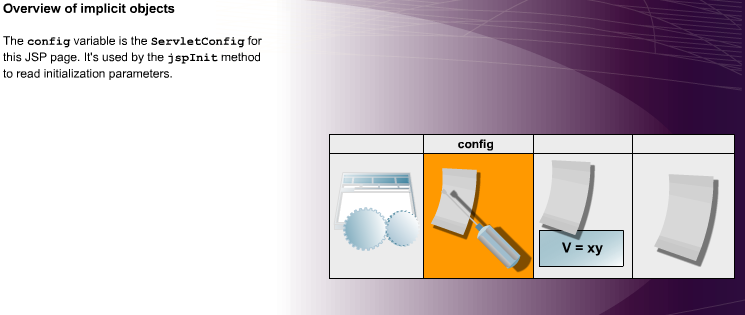 Overview of implicit objects
The config variable is the ServletConfig for
this JSP page. It's used by the jspInit method
to read initialization parameters.
config
V = xy